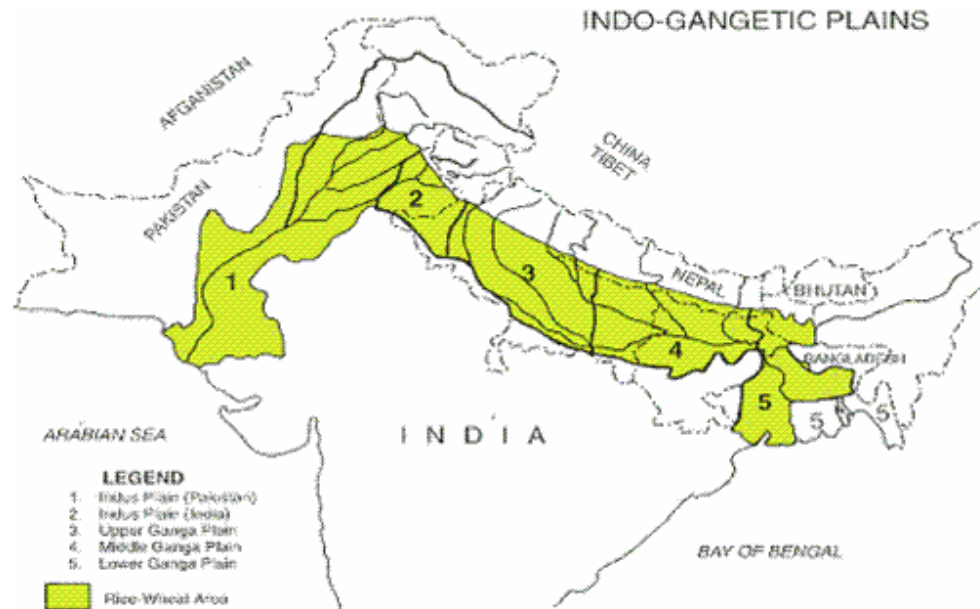 INDO-GANGETIC PLAINS
AFGANISTAN
CHINA
TIBET
PAKISTAN
2
1
3
NEPAL
BHUTAN
4
BANGLADESH
5
5
5
ARABIAN SEA
INDIA
LEGEND
1. Indus Plain (Pakistan)
2. Indus Plain (India)
3. Upper Ganga Plain
4. Middle Ganga Plain
5. Lower Ganga Plain
BAY OF BENGAL
Rice-Wheat Area